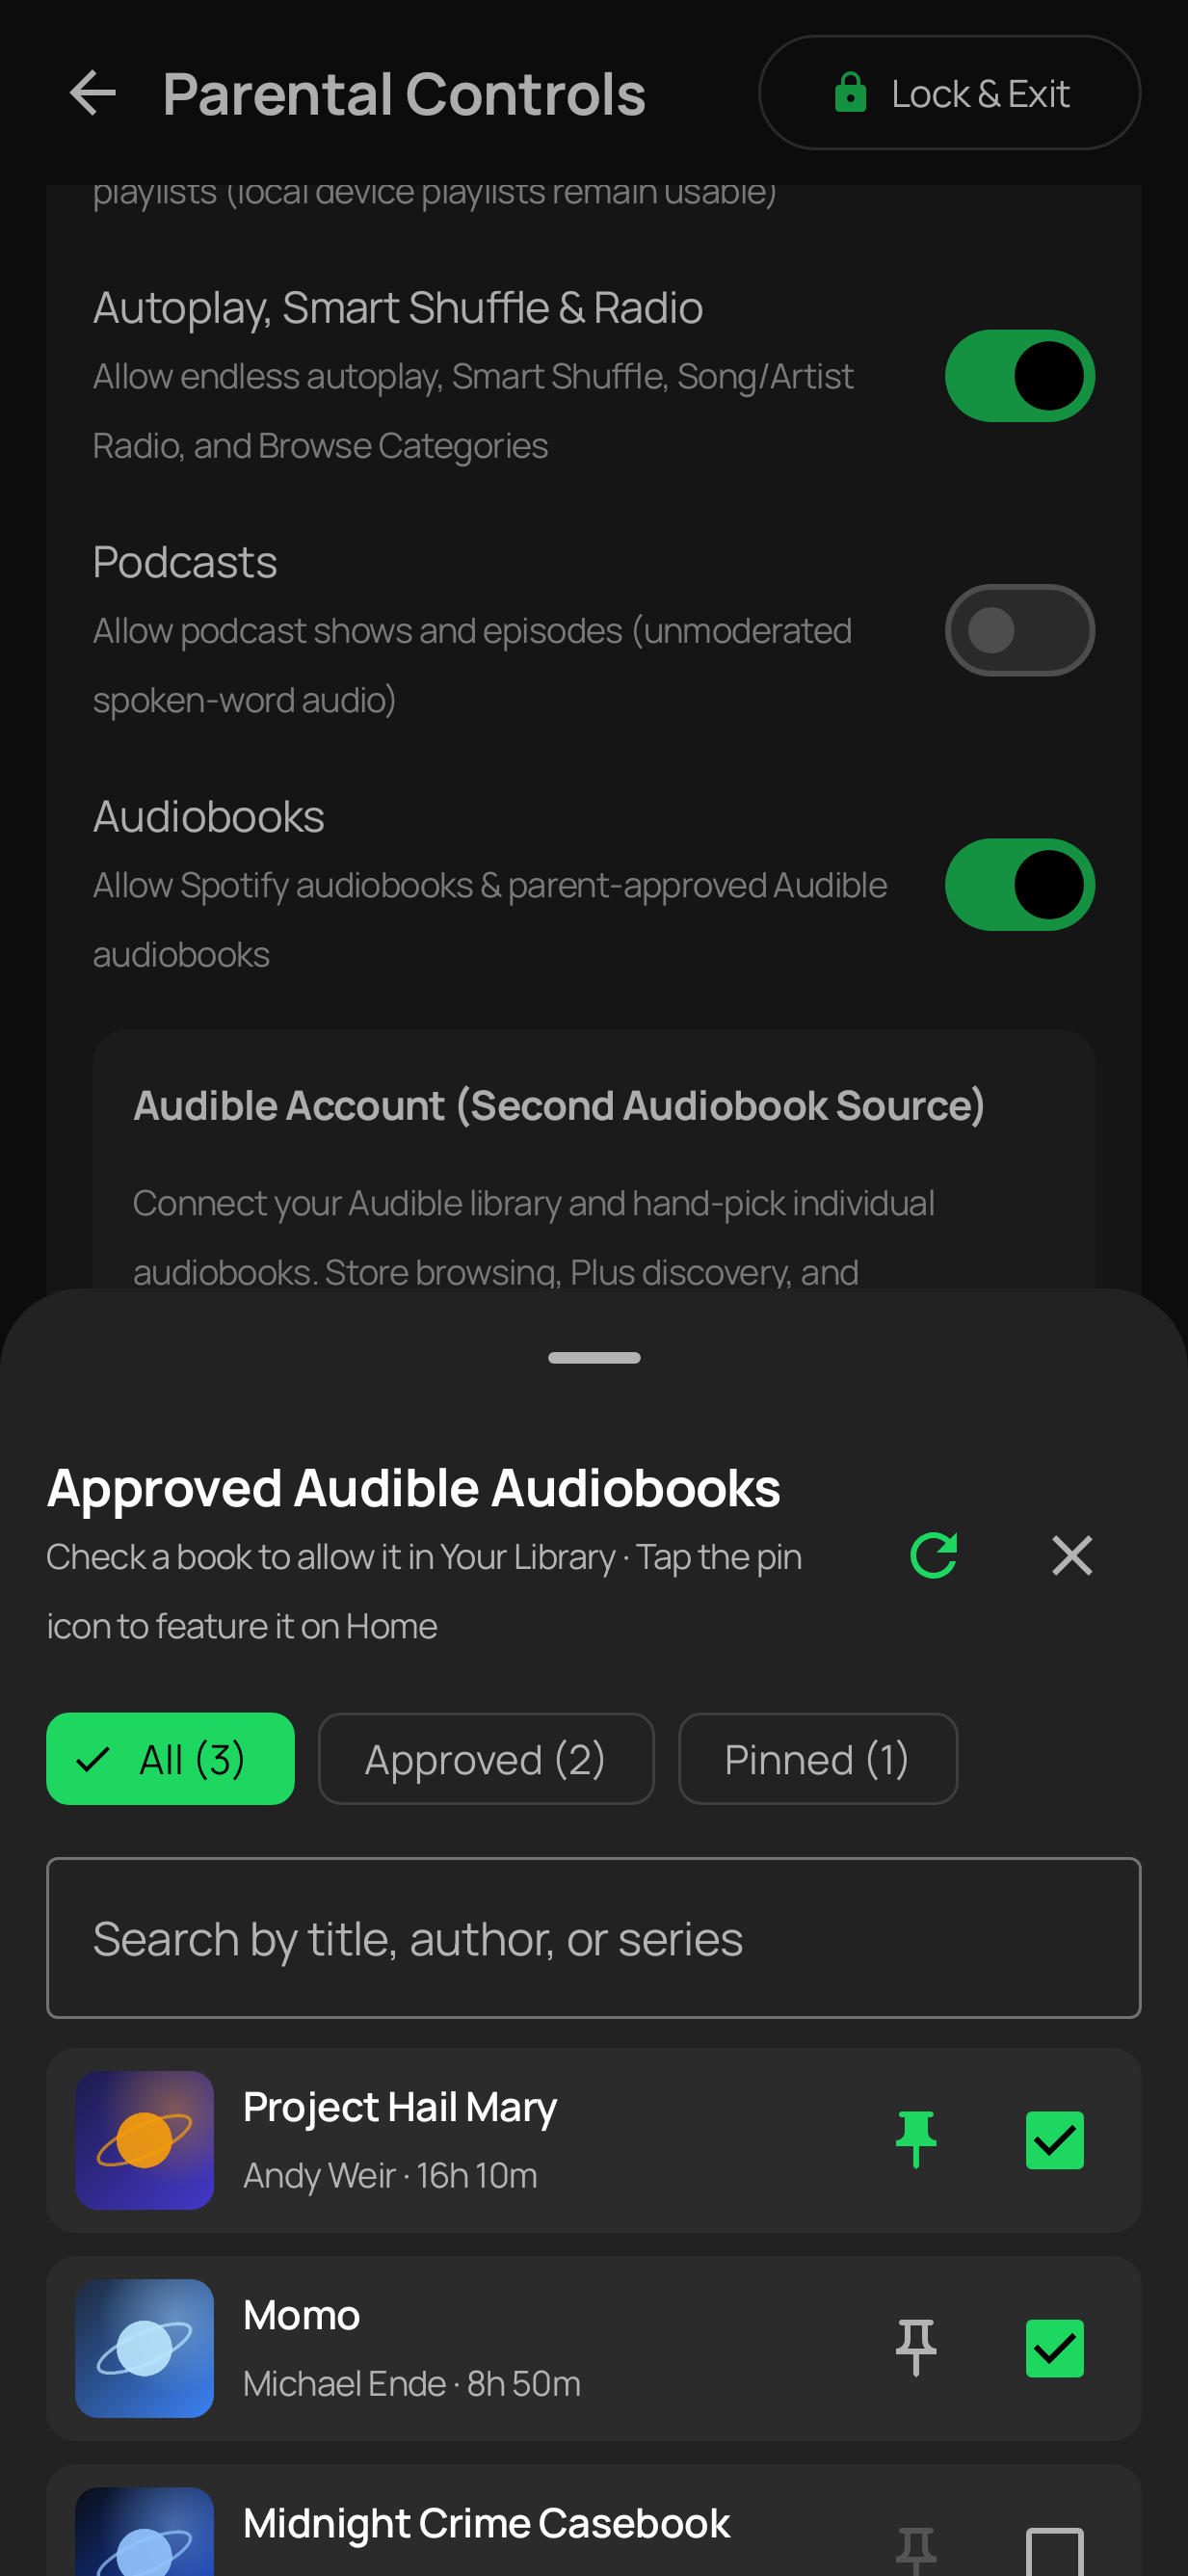 Parental Controls
Lock & Exit
playlists (local device playlists remain usable)
Autoplay, Smart Shuffle & Radio
Allow endless autoplay, Smart Shuffle, Song/Artist
Radio, and Browse Categories
Podcasts
Allow podcast shows and episodes (unmoderated
spoken-word audio)
Audiobooks
Allow Spotify audiobooks & parent-approved Audible
audiobooks
Audible Account (Second Audiobook Source)
Connect your Audible library and hand-pick individual
audiobooks. Store browsing, Plus discovery, and
Approved Audible Audiobooks
Check a book to allow it in Your Library · Tap the pin
icon to feature it on Home
All (3)
Approved (2)
Pinned (1)
Search by title, author, or series
Project Hail Mary
Andy Weir · 16h 10m
Momo
Michael Ende · 8h 50m
Midnight Crime Casebook